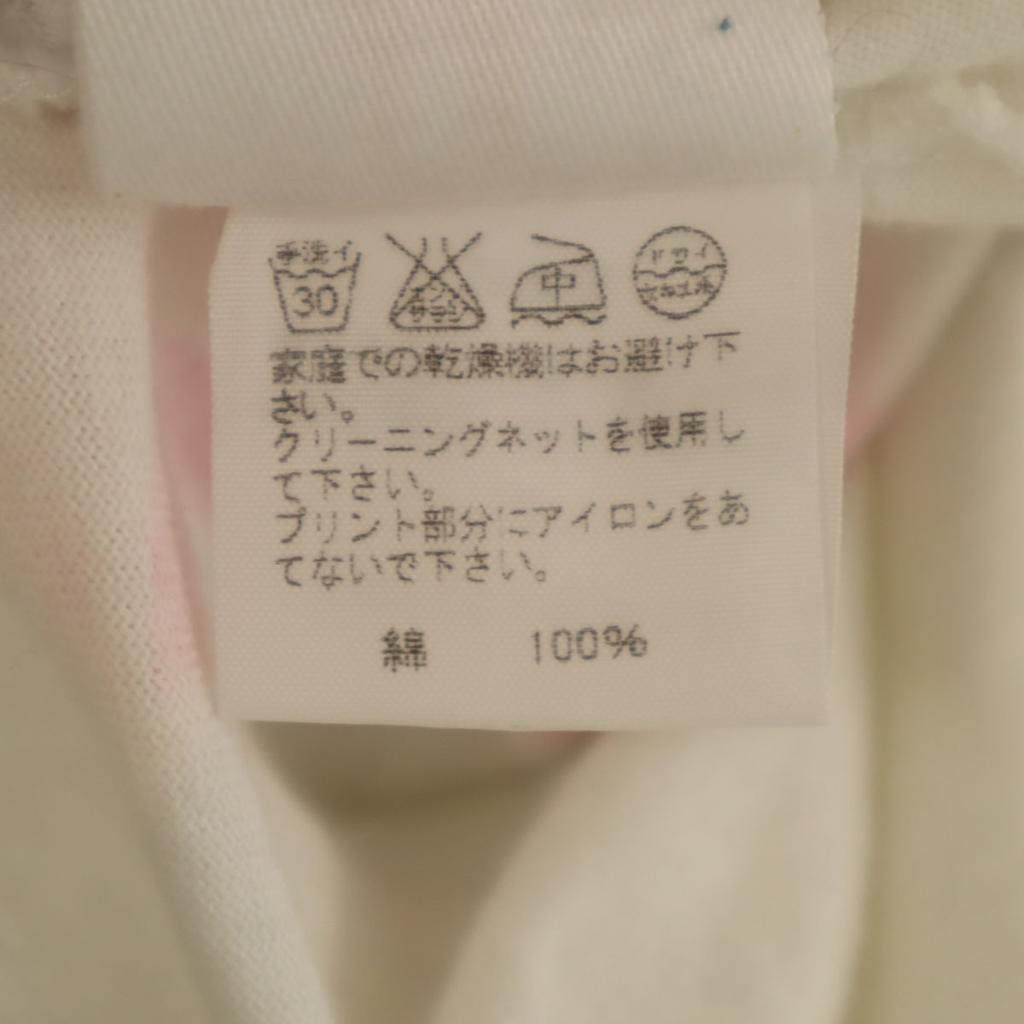 手洗イ
30
中
ドライ
家庭での乾燥機はお避け下
さい。
クリーニングネットを使用し
て下さい。
プリント部分にアイロンをあ
てないで下さい。
綿 100%